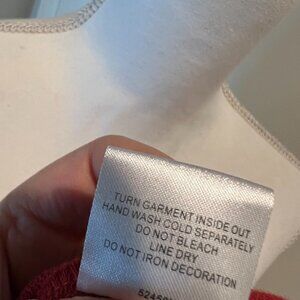 TURN GARMENT INSIDE OUT
HAND WASH COLD SEPARATELY
DO NOT BLEACH
LINE DRY
DO NOT IRON DECORATION